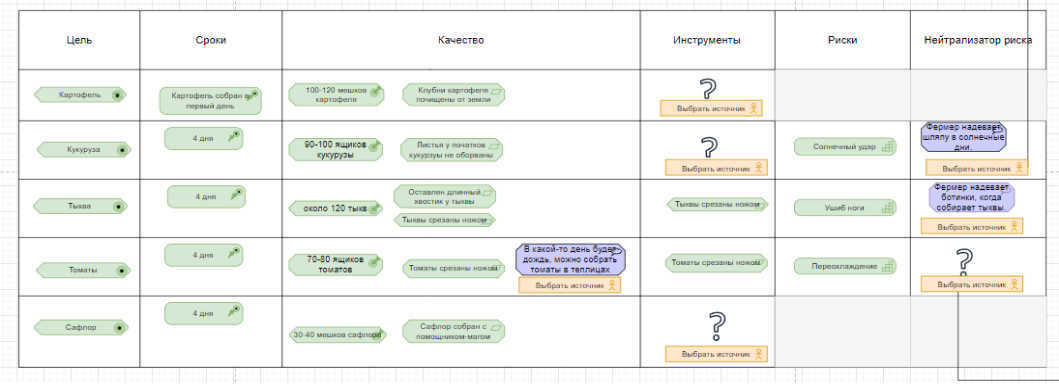 Цель
Сроки
Качество
Инструменты
Риски
Нейтрализатор риска
Картофель
Картофель собран в
первый день
100-120 мешков
картофеля
Клубни картофеля
почищены от земли
?
Выбрать источник
Кукуруза
4 дня
90-100 ящиков
кукурузы
Листья у початков
кукурзуы не оборваны
?
Выбрать источник
Солнечный удар
Фермер надевает
шляпу в солнечные
дни.
Выбрать источник
Тыква
4 дня
около 120 тыкв
Оставлен длинный
хвостик у тыквы
Тыквы срезаны ножом
Тыквы срезаны ножом
Ушиб ноги
Фермер надевает
ботинки, когда
собирает тыквы.
Выбрать источник
Томаты
4 дня
70-80 ящиков
томатов
Томаты срезаны ножом
В какой-то день будет
дождь, можно собрать
томаты в теплицах
Выбрать источник
Томаты срезаны ножом
Переохлаждение
?
Выбрать источник
Сафлор
4 дня
30-40 мешков сафлора
Сафлор собран с
помощником-магом
?
Выбрать источник